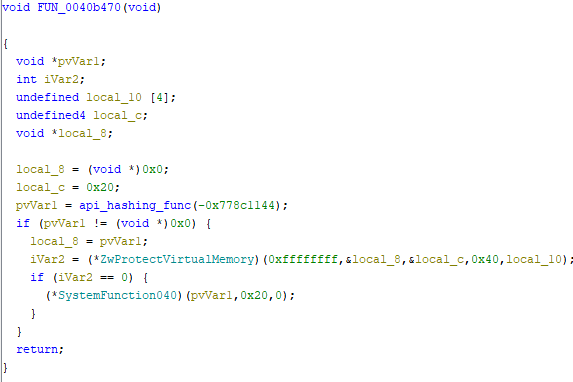 void FUN_0040b470(void)
{
void *pvVar1;
int iVar2;
undefined local_10 [4];
undefined4 local_c;
void *local_8;
local_8 = (void *)0x0;
local_c = 0x20;
pvVar1 = api_hashing_func(-0x778c1144);
if (pvVar1 != (void *)0x0) {
local_8 = pvVar1;
iVar2 = (*ZwProtectVirtualMemory)(0xffffffff,&local_8,&local_c,0x40,local_10);
if (iVar2 == 0) {
(*SystemFunction040)(pvVar1,0x20,0);
}
}
return;
}